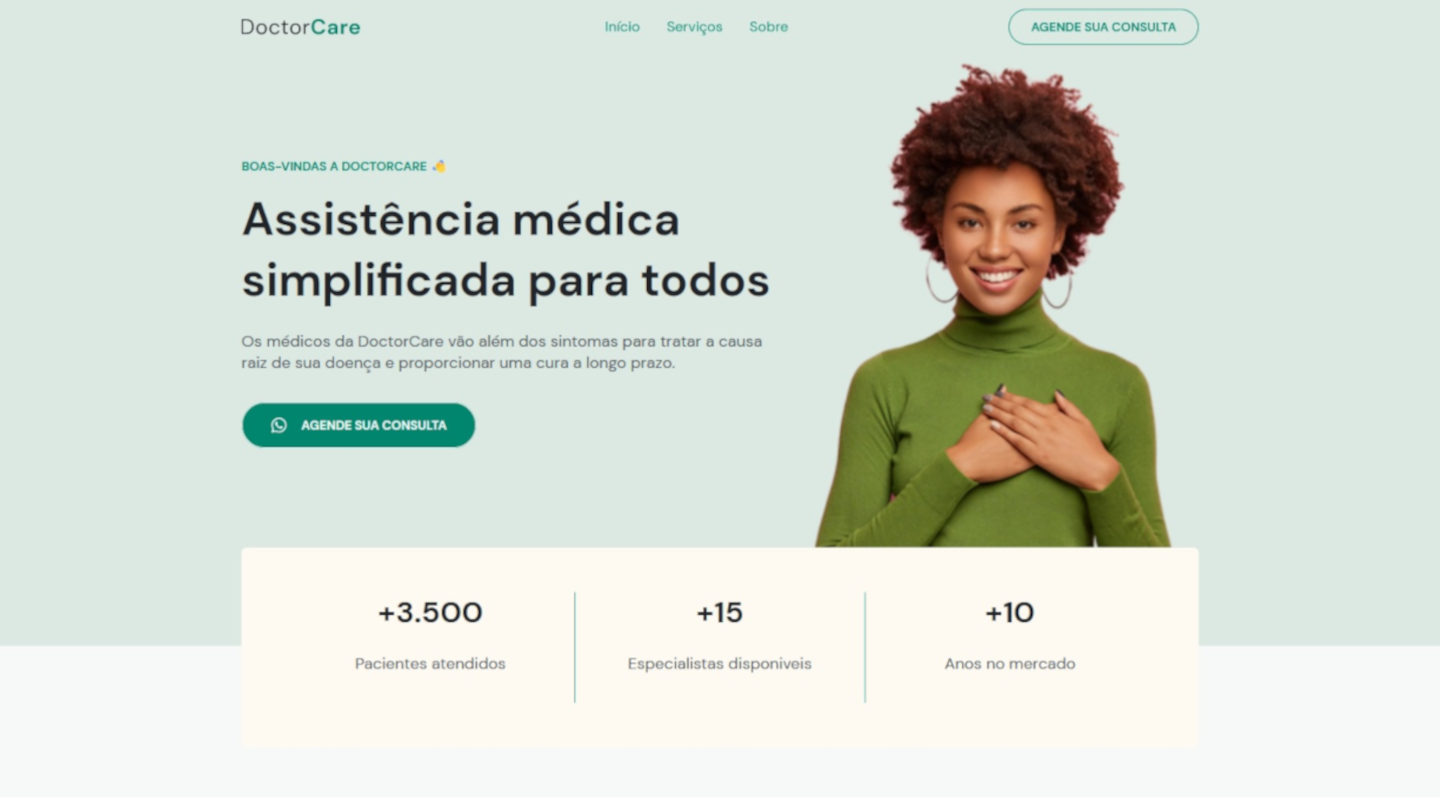 DoctorCare
Início
Serviços
Sobre
AGENDE SUA CONSULTA
BOAS-VINDAS A DOCTORCARE 👋
Assistência médica
simplificada para todos
Os médicos da DoctorCare vão além dos sintomas para tratar a causa
raiz de sua doença e proporcionar uma cura a longo prazo.
AGENDE SUA CONSULTA
+3.500
Pacientes atendidos
+15
Especialistas disponiveis
+10
Anos no mercado